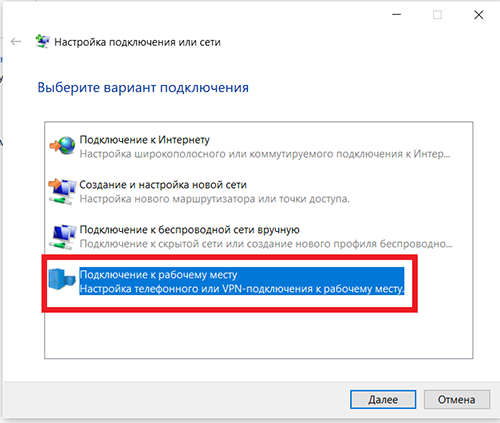 Настройка подключения или сети
Выберите вариант подключения
Подключение к Интернету
Настройка широкополосного или коммутируемого подключения к Интер...
Создание и настройка новой сети
Настройка нового маршрутизатора или точки доступа.
Подключение к беспроводной сети вручную
Подключение к скрытой сети или создание нового профиля беспроводно...
Подключение к рабочему месту
Настройка телефонного или VPN-подключения к рабочему месту.
Далее
Отмена